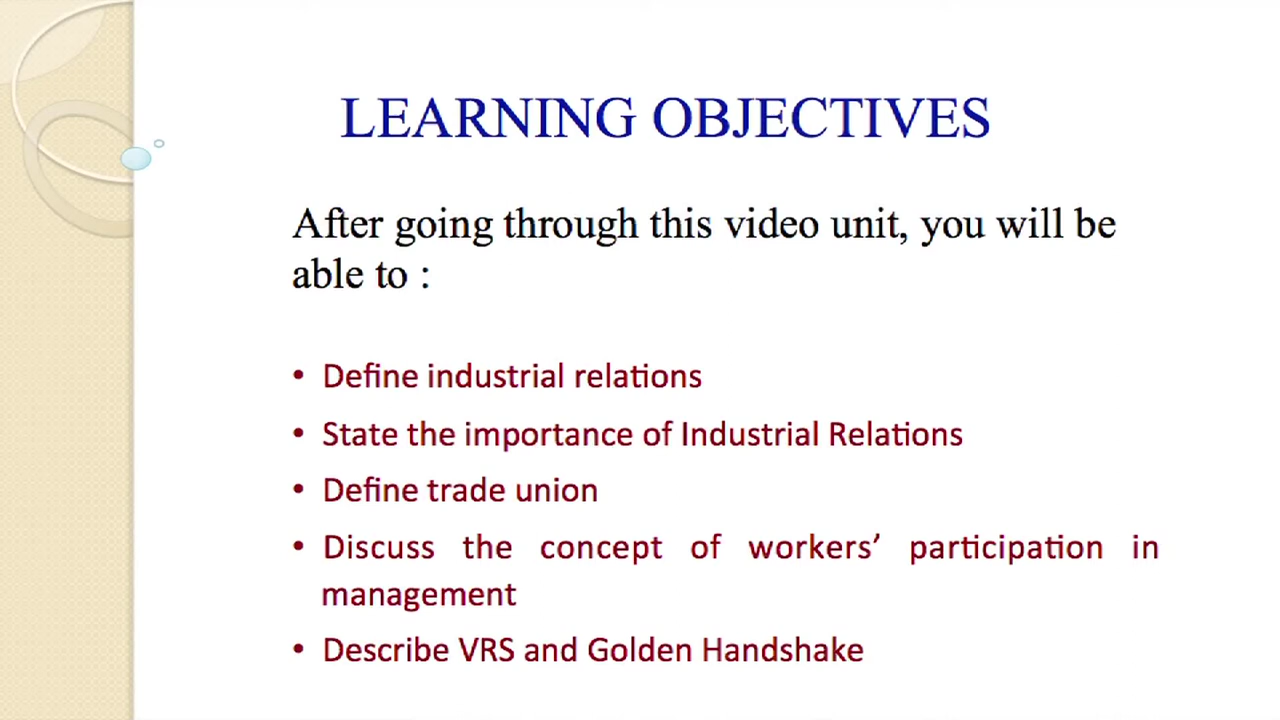 LEARNING OBJECTIVES
After going through this video unit, you will be
able to :
• Define industrial relations
• State the importance of Industrial Relations
• Define trade union
• Discuss the concept of workers’ participation in
management
• Describe VRS and Golden Handshake